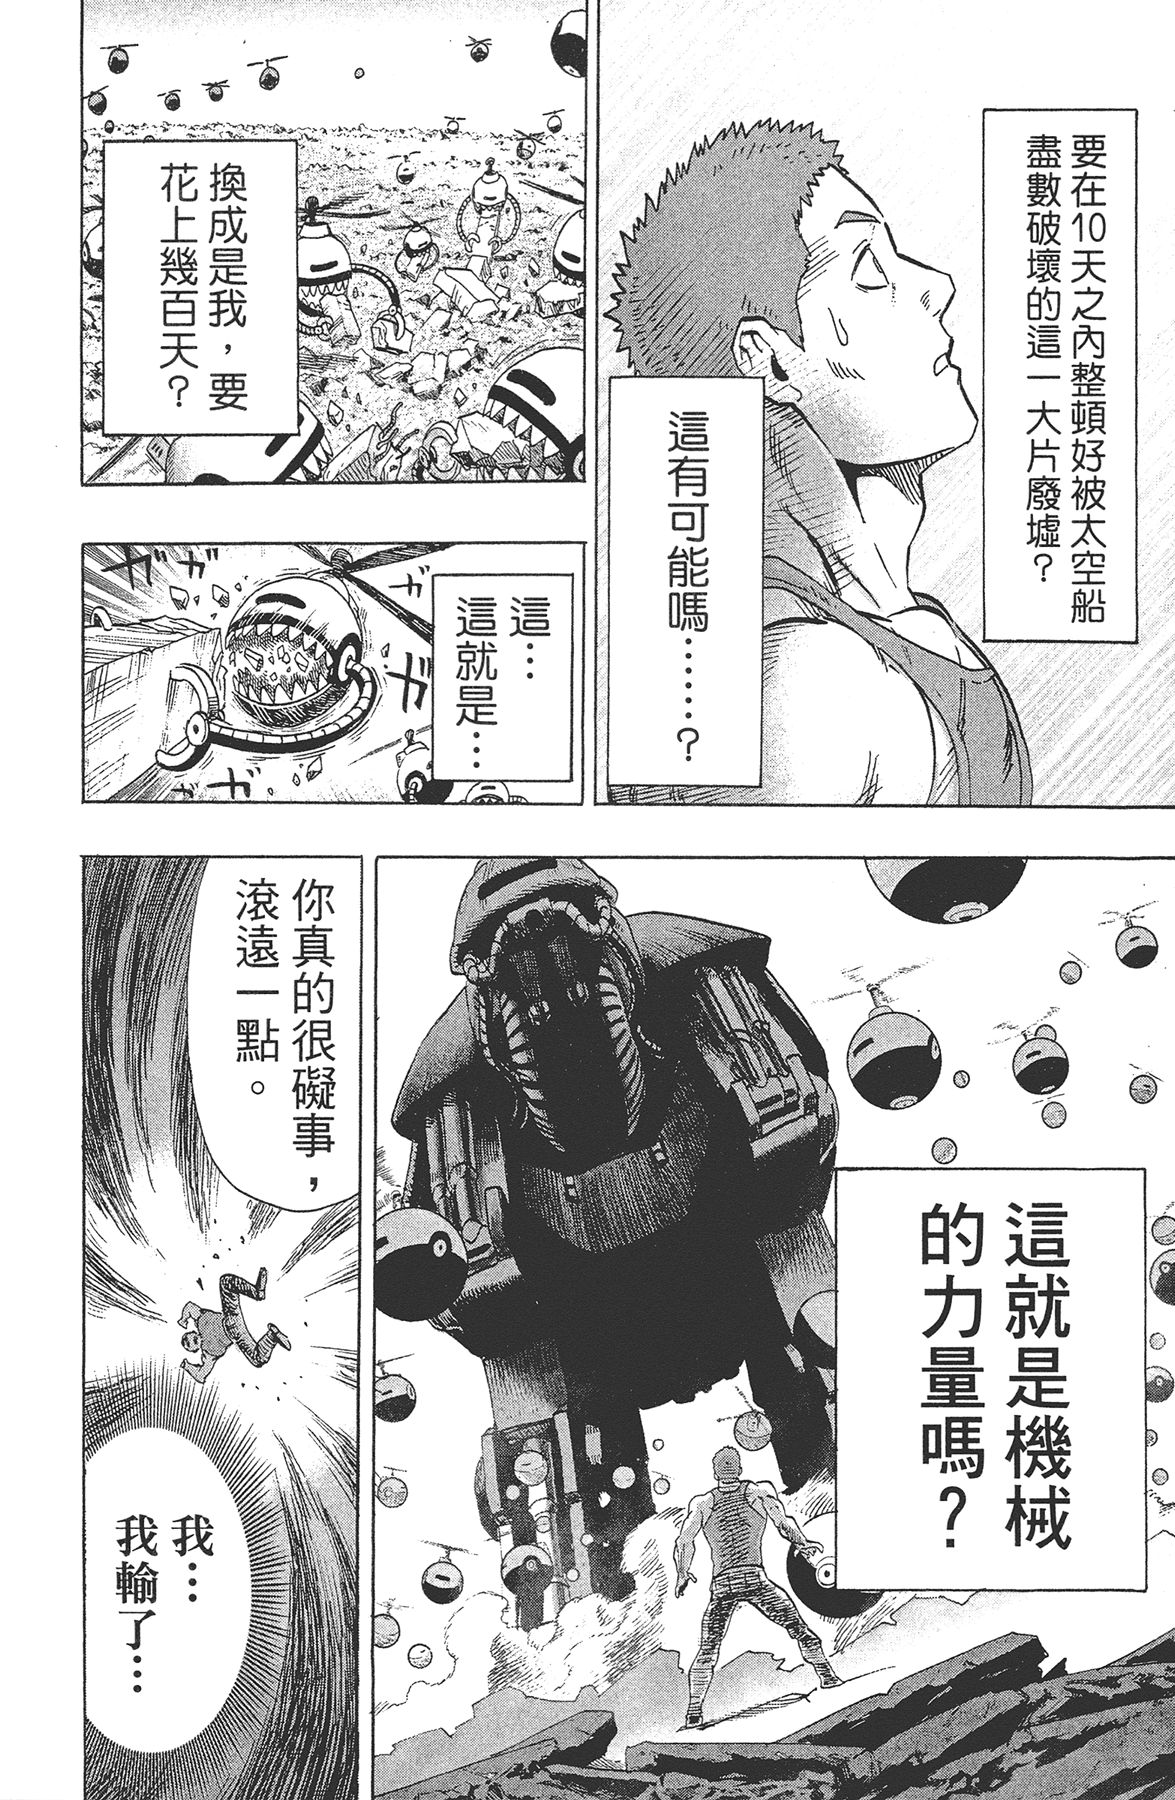 要在10天之內整頓好被太空船
盡數破壞的這一大片廢墟？
這有可能嗎……？
換成是我，要
花上幾百天？
這…
這就是…
ガガガ
ガガ
這就是機械
的力量嗎？
你真的很礙事，
滾遠一點。
我…
我輸了…